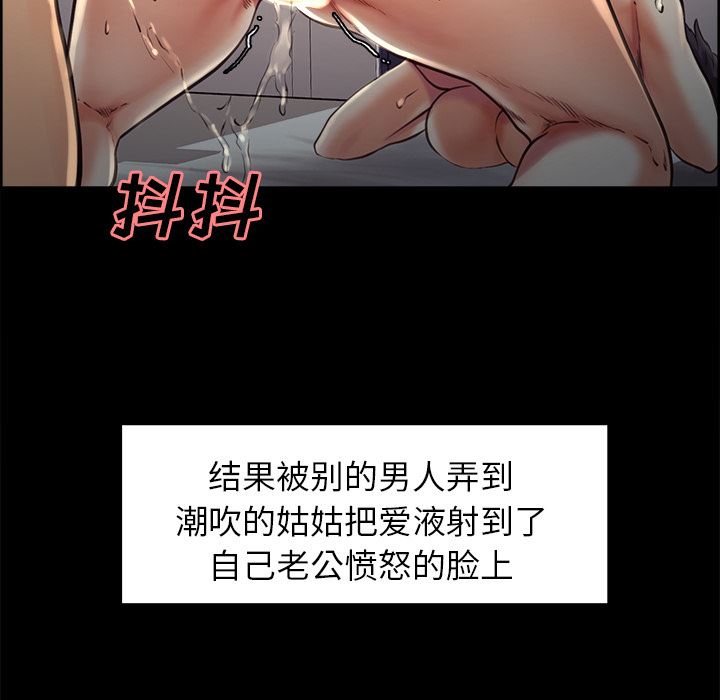 抖抖
结果被别的男人弄到
潮吹的姑姑把爱液射到了
自己老公愤怒的脸上